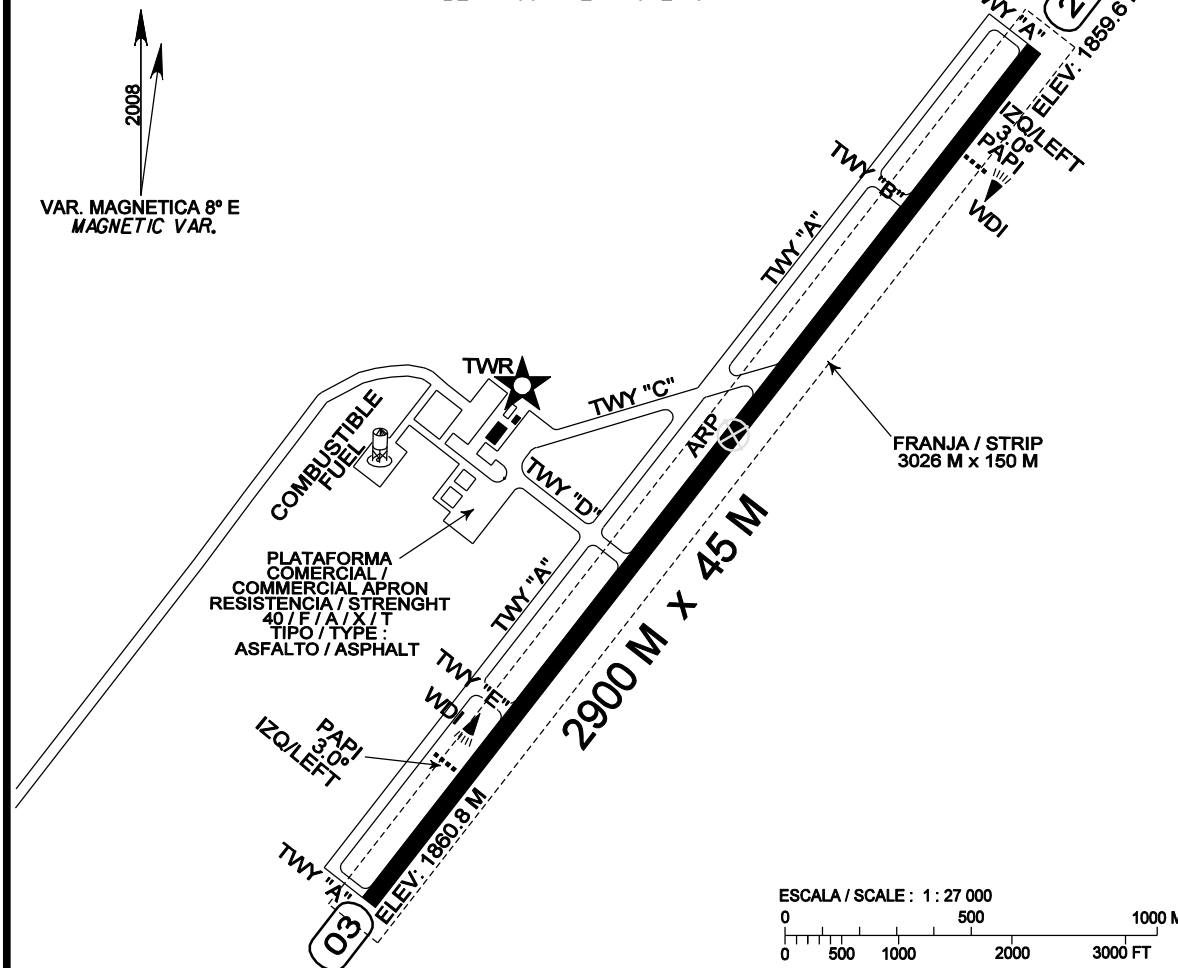 TWY "A"
2
ELEV: 1859.6
2008
IZQ/LEFT
3.0º
PAPI
TWY "B"
VAR. MAGNETICA 8º E
MAGNETIC VAR.
WDI
TWY "A"
TWR
TWY "C"
COMBUSTIBLE
FUEL
ARP
FRANJA / STRIP
3026 M x 150 M
TWY "D"
2900 M x 45 M
PLATAFORMA
COMERCIAL /
COMMERCIAL APRON
RESISTENCIA / STRENGHT
40 / F / A / X / T
TIPO / TYPE :
ASFALTO / ASPHALT
TWY "A"
TWY "E"
WDI
PAPI
3.0º
IZQ/LEFT
ELEV: 1860.8 M
TWY "A"
03
ESCALA / SCALE : 1 : 27 000
0 500 1000 M
0 500 1000 2000 3000 FT